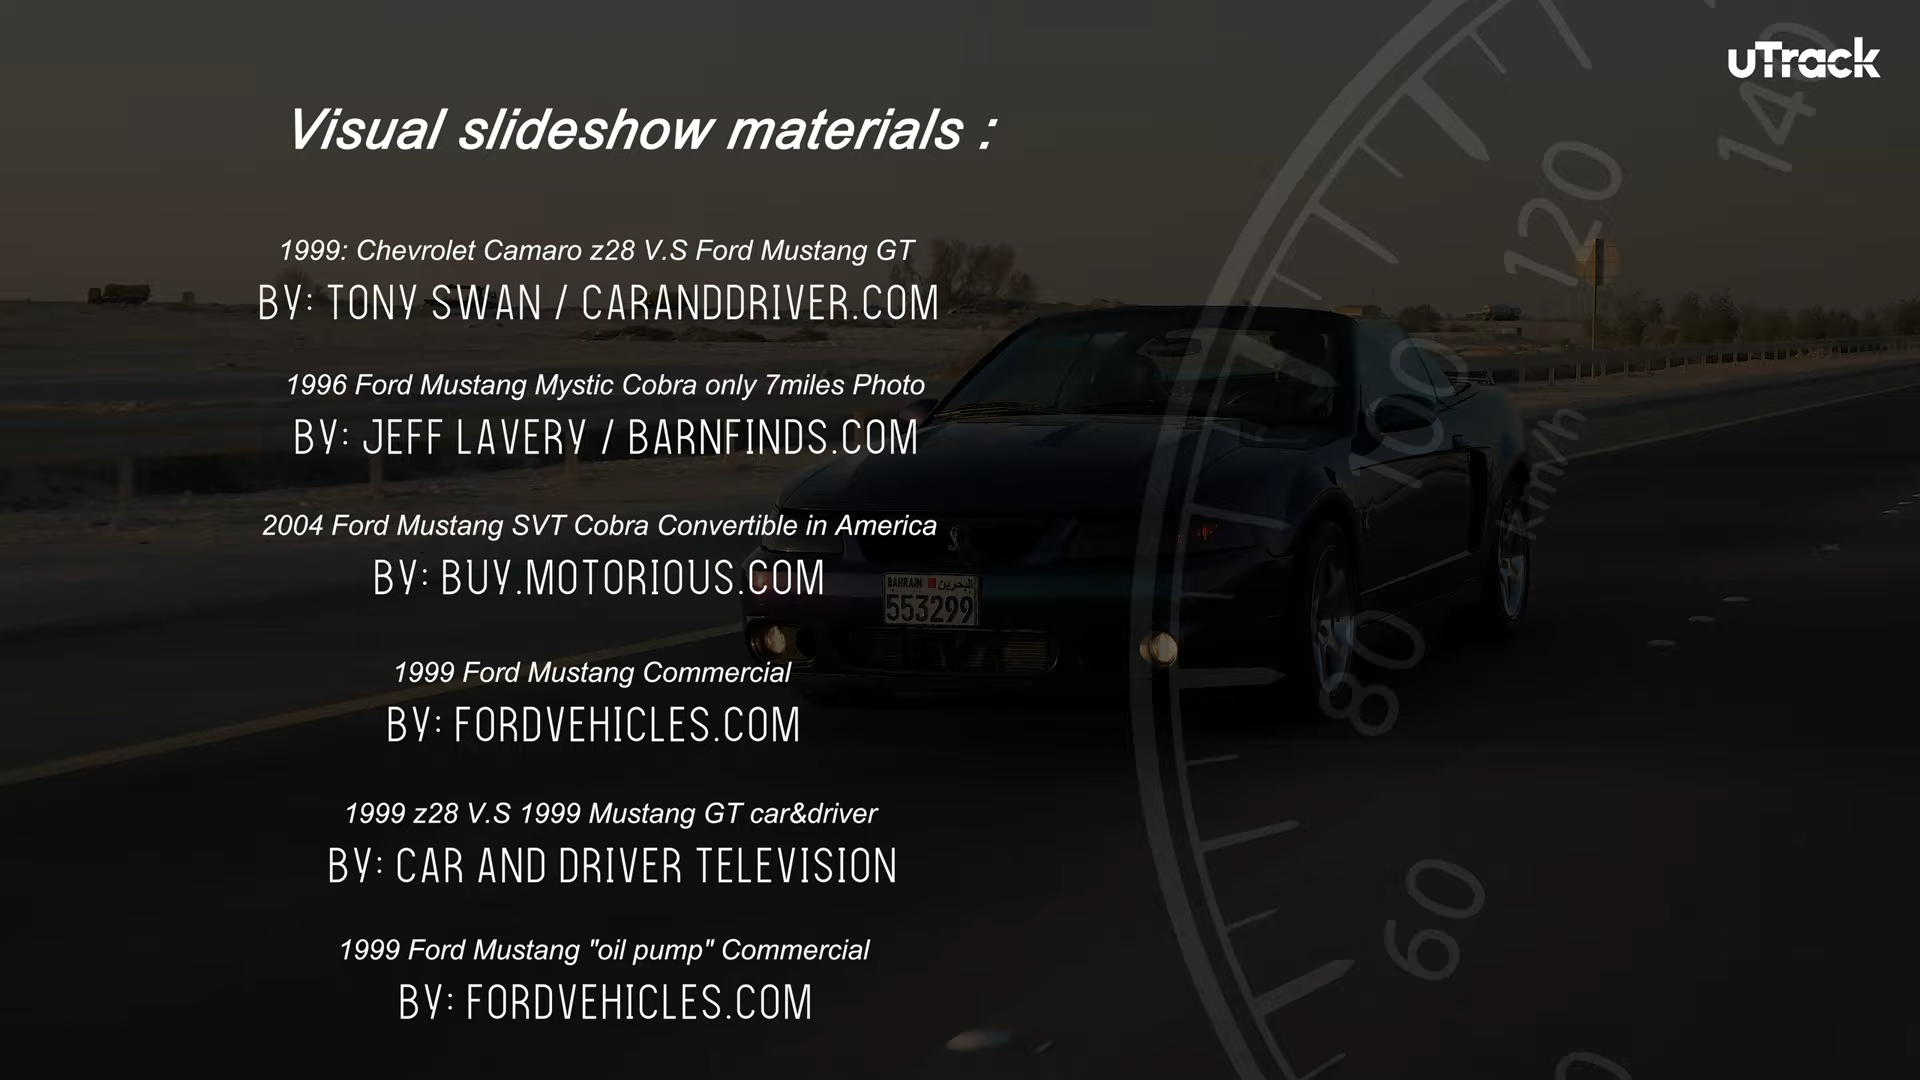 uTrack
Visual slideshow materials :
1999: Chevrolet Camaro z28 V.S Ford Mustang GT
BY: TONY SWAN / CARANDDRIVER.COM
1996 Ford Mustang Mystic Cobra only 7miles Photo
BY: JEFF LAVERY / BARNFINDS.COM
2004 Ford Mustang SVT Cobra Convertible in America
BY: BUY.MOTORIOUS.COM
1999 Ford Mustang Commercial
BY: FORDVEHICLES.COM
1999 z28 V.S 1999 Mustang GT car&driver
BY: CAR AND DRIVER TELEVISION
1999 Ford Mustang "oil pump" Commercial
BY: FORDVEHICLES.COM
BAHRAIN البحرين
553299
140
120
100
km/h
80
60